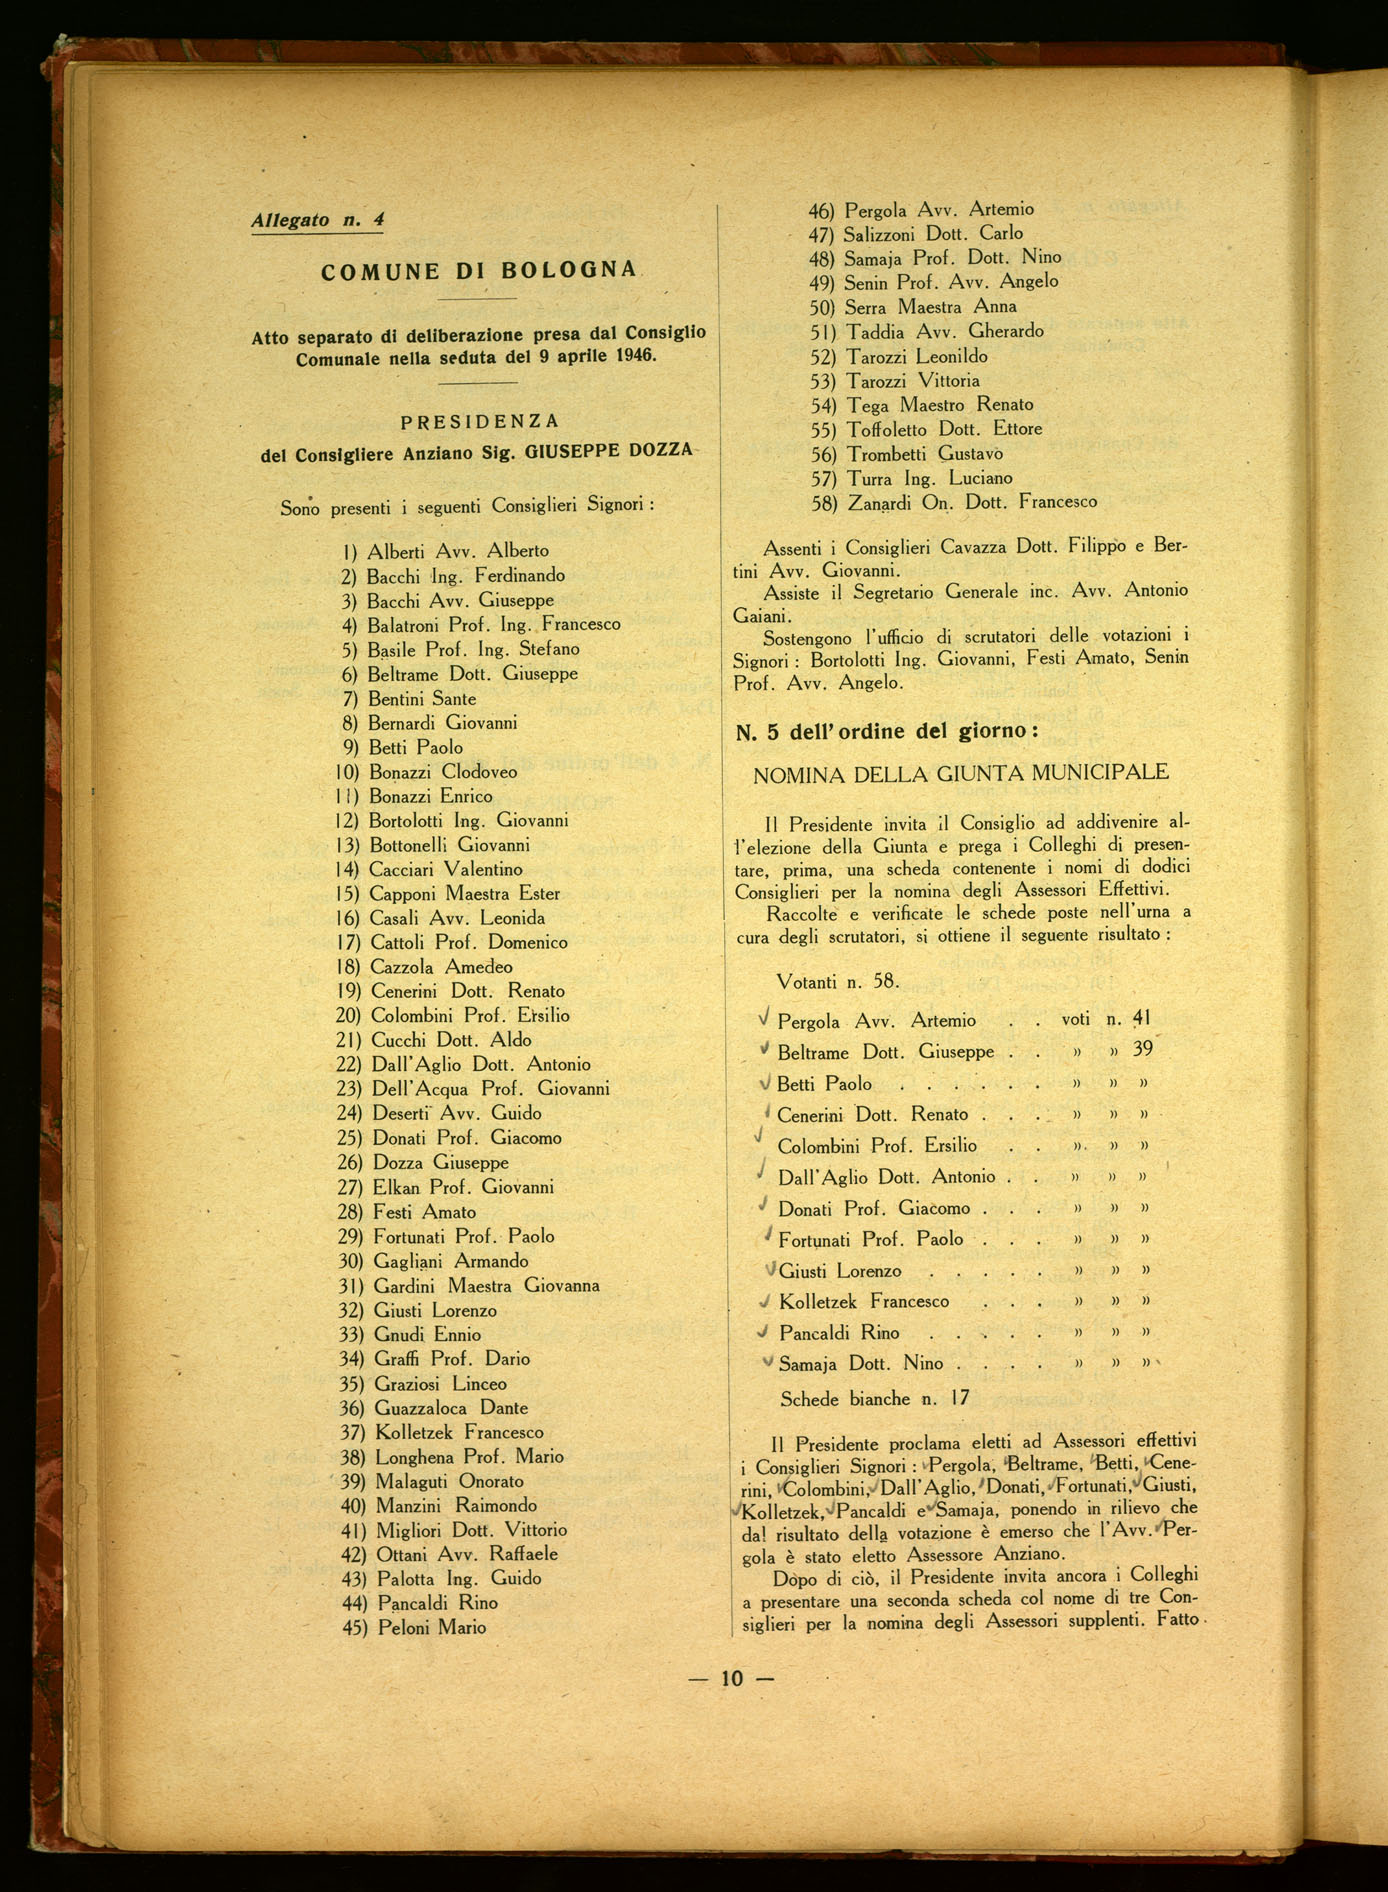 Allegato n. 4
COMUNE DI BOLOGNA
Atto separato di deliberazione presa dal Consiglio
Comunale nella seduta del 9 aprile 1946.
PRESIDENZA
del Consigliere Anziano Sig. GIUSEPPE DOZZA
Sono presenti i seguenti Consiglieri Signori :
1) Alberti Avv. Alberto
2) Bacchi Ing. Ferdinando
3) Bacchi Avv. Giuseppe
4) Balatroni Prof. Ing. Francesco
5) Basile Prof. Ing. Stefano
6) Beltrame Dott. Giuseppe
7) Bentini Sante
8) Bernardi Giovanni
9) Betti Paolo
10) Bonazzi Clodoveo
11) Bonazzi Enrico
12) Bortolotti Ing. Giovanni
13) Bottonelli Giovanni
14) Cacciari Valentino
15) Capponi Maestra Ester
16) Casali Avv. Leonida
17) Cattoli Prof. Domenico
18) Cazzola Amedeo
19) Cenerini Dott. Renato
20) Colombini Prof. Ersilio
21) Cucchi Dott. Aldo
22) Dall'Aglio Dott. Antonio
23) Dell'Acqua Prof. Giovanni
24) Deserti Avv. Guido
25) Donati Prof. Giacomo
26) Dozza Giuseppe
27) Elkan Prof. Giovanni
28) Festi Amato
29) Fortunati Prof. Paolo
30) Gagliani Armando
31) Gardini Maestra Giovanna
32) Giusti Lorenzo
33) Gnudi Ennio
34) Graffi Prof. Dario
35) Graziosi Linceo
36) Guazzaloca Dante
37) Kolletzek Francesco
38) Longhena Prof. Mario
39) Malaguti Onorato
40) Manzini Raimondo
41) Migliori Dott. Vittorio
42) Ottani Avv. Raffaele
43) Palotta Ing. Guido
44) Pancaldi Rino
45) Peloni Mario
46) Pergola Avv. Artemio
47) Salizzoni Dott. Carlo
48) Samaja Prof. Dott. Nino
49) Senin Prof. Avv. Angelo
50) Serra Maestra Anna
51) Taddia Avv. Gherardo
52) Tarozzi Leonildo
53) Tarozzi Vittoria
54) Tega Maestro Renato
55) Toffoletto Dott. Ettore
56) Trombetti Gustavo
57) Turra Ing. Luciano
58) Zanardi On. Dott. Francesco
Assenti i Consiglieri Cavazza Dott. Filippo e Ber-
tini Avv. Giovanni.
Assiste il Segretario Generale inc. Avv. Antonio
Gaiani.
Sostengono l'ufficio di scrutatori delle votazioni i
Signori : Bortolotti Ing. Giovanni, Festi Amato, Senin
Prof. Avv. Angelo.
N. 5 dell'ordine del giorno :
NOMINA DELLA GIUNTA MUNICIPALE
Il Presidente invita il Consiglio ad addivenire al-
l'elezione della Giunta e prega i Colleghi di presen-
tare, prima, una scheda contenente i nomi di dodici
Consiglieri per la nomina degli Assessori Effettivi.
Raccolte e verificate le schede poste nell'urna a
cura degli scrutatori, si ottiene il seguente risultato :
Votanti n. 58.
Pergola Avv. Artemio . . voti n. 41
Beltrame Dott. Giuseppe . . » » 39
Betti Paolo . . . . . . » » »
Cenerini Dott. Renato . . . » » »
Colombini Prof. Ersilio . . » » »
Dall'Aglio Dott. Antonio . . » » »
Donati Prof. Giacomo . . . » » »
Fortunati Prof. Paolo . . . » » »
Giusti Lorenzo . . . . . » » »
Kolletzek Francesco . . . » » »
Pancaldi Rino . . . . . » » »
Samaja Dott. Nino . . . . » » »
Schede bianche n. 17
Il Presidente proclama eletti ad Assessori effettivi
i Consiglieri Signori : Pergola, Beltrame, Betti, Cene-
rini, Colombini, Dall'Aglio, Donati, Fortunati, Giusti,
Kolletzek, Pancaldi e Samaja, ponendo in rilievo che
dal risultato della votazione è emerso che l'Avv. Per-
gola è stato eletto Assessore Anziano.
Dopo di ciò, il Presidente invita ancora i Colleghi
a presentare una seconda scheda col nome di tre Con-
siglieri per la nomina degli Assessori supplenti. Fatto
— 10 —